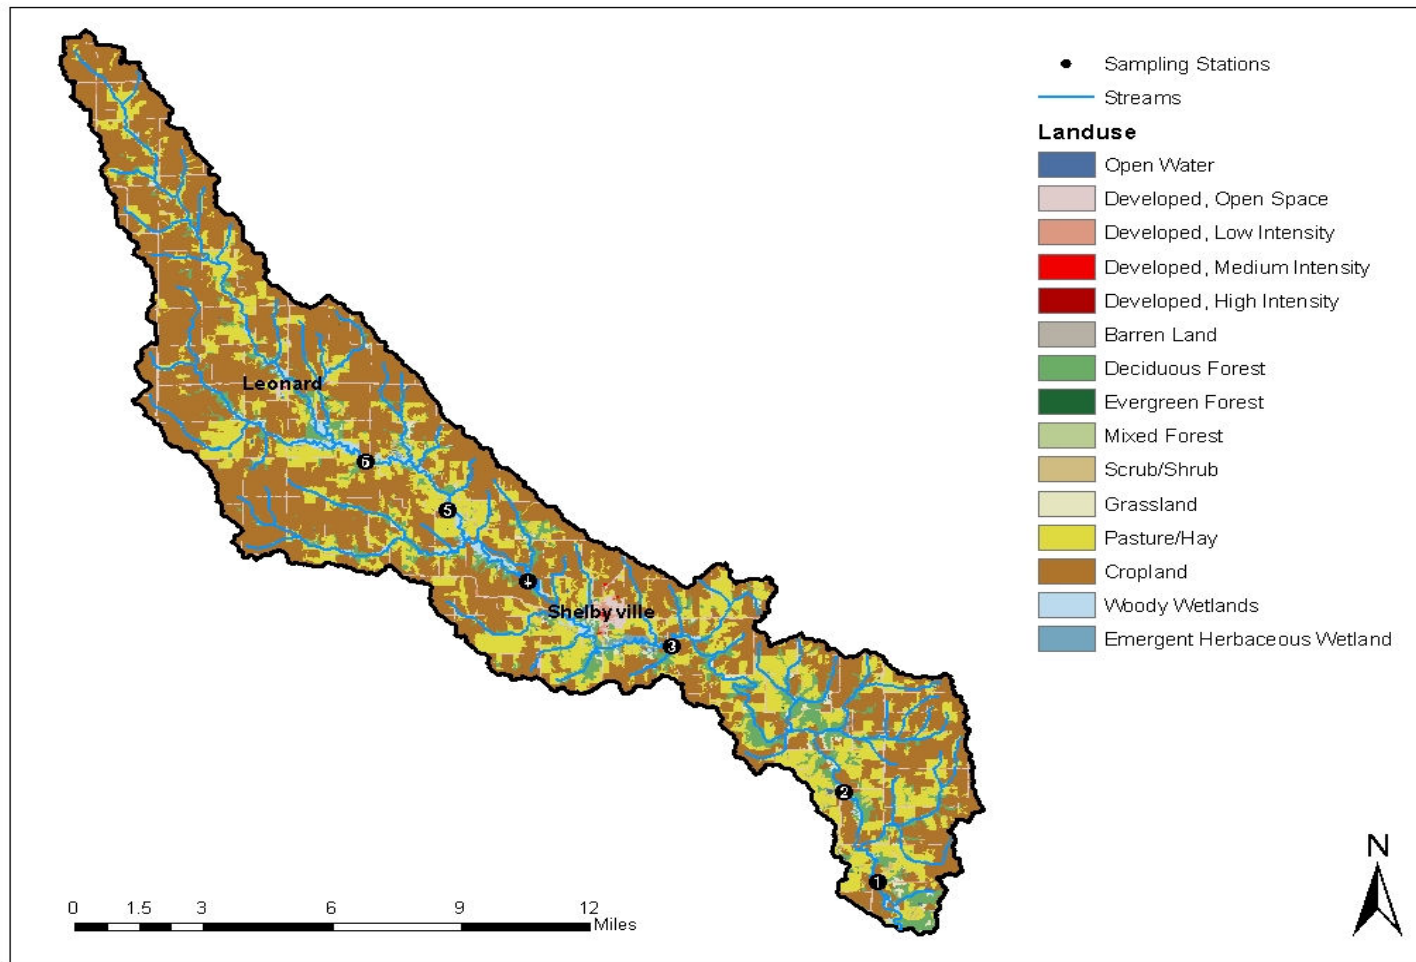 Sampling Stations
Streams
Landuse
Open Water
Developed, Open Space
Developed, Low Intensity
Developed, Medium Intensity
Developed, High Intensity
Barren Land
Deciduous Forest
Evergreen Forest
Mixed Forest
Scrub/Shrub
Grassland
Pasture/Hay
Cropland
Woody Wetlands
Emergent Herbaceous Wetland
Leonard
6
5
4
Shelbyville
3
2
1
N
0 1.5 3 6 9 12
Miles